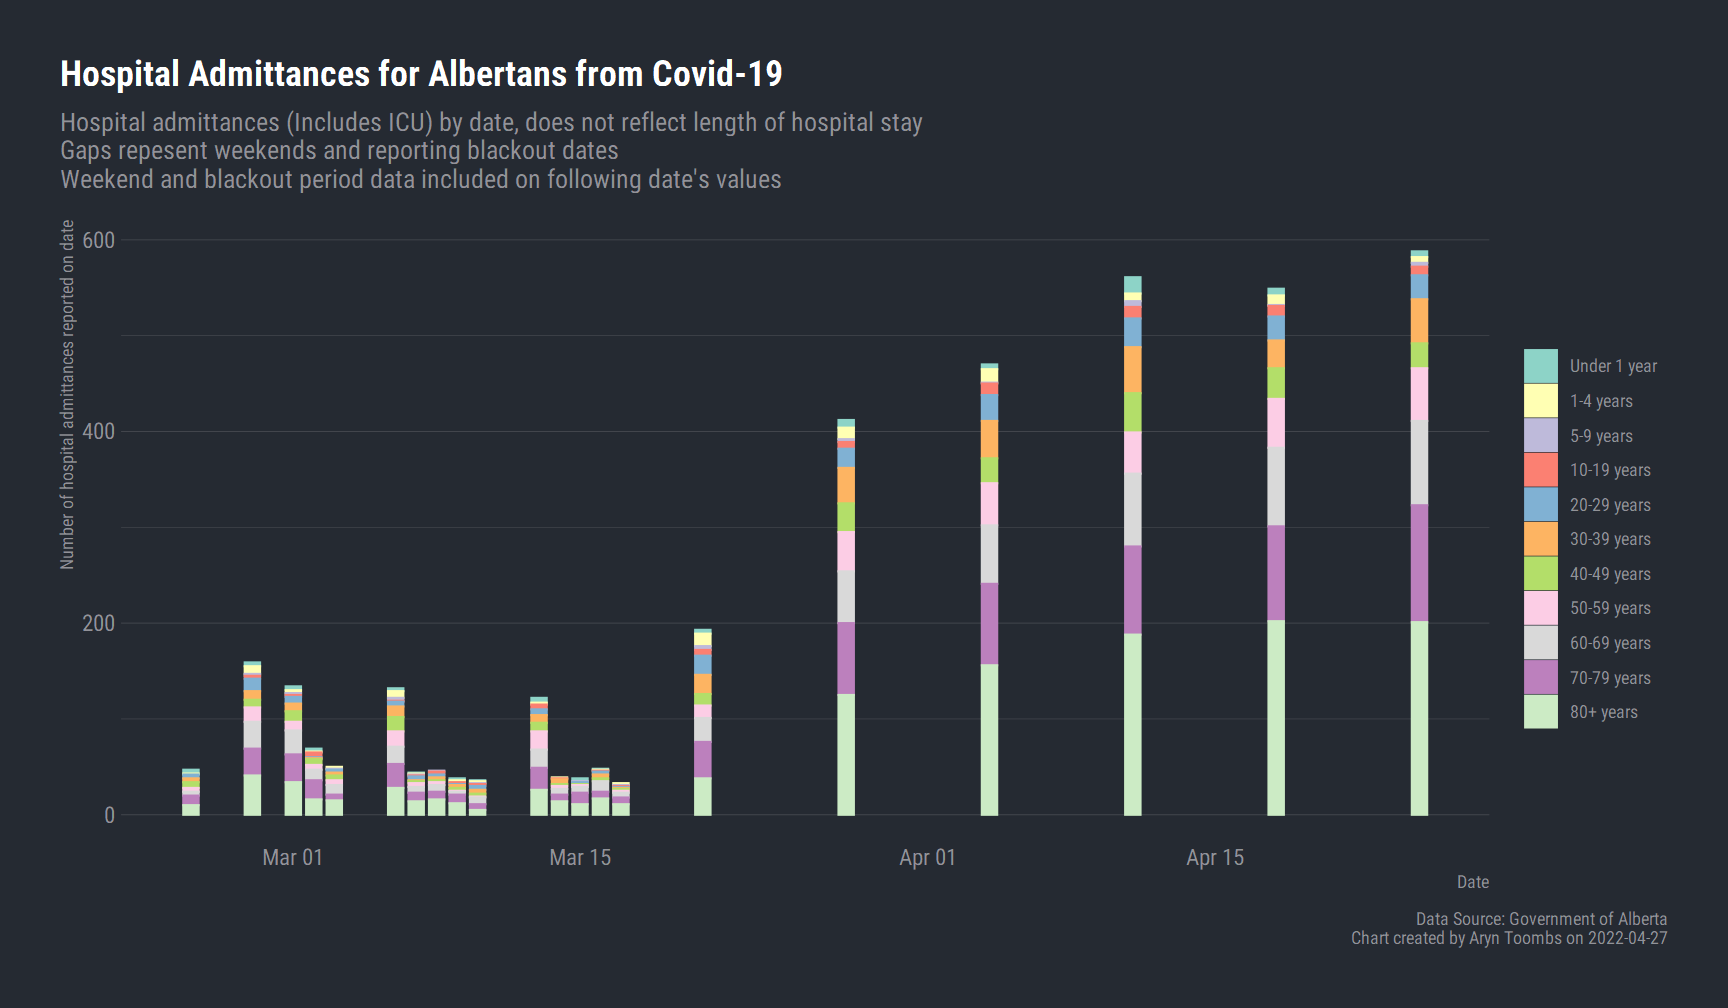 Hospital Admittances for Albertans from Covid-19
Hospital admittances (Includes ICU) by date, does not reflect length of hospital stay
Gaps repesent weekends and reporting blackout dates
Weekend and blackout period data included on following date's values
Number of hospital admittances reported on date
600
400
200
0
Mar 01
Mar 15
Apr 01
Apr 15
Date
Under 1 year
1-4 years
5-9 years
10-19 years
20-29 years
30-39 years
40-49 years
50-59 years
60-69 years
70-79 years
80+ years
Data Source: Government of Alberta
Chart created by Aryn Toombs on 2022-04-27